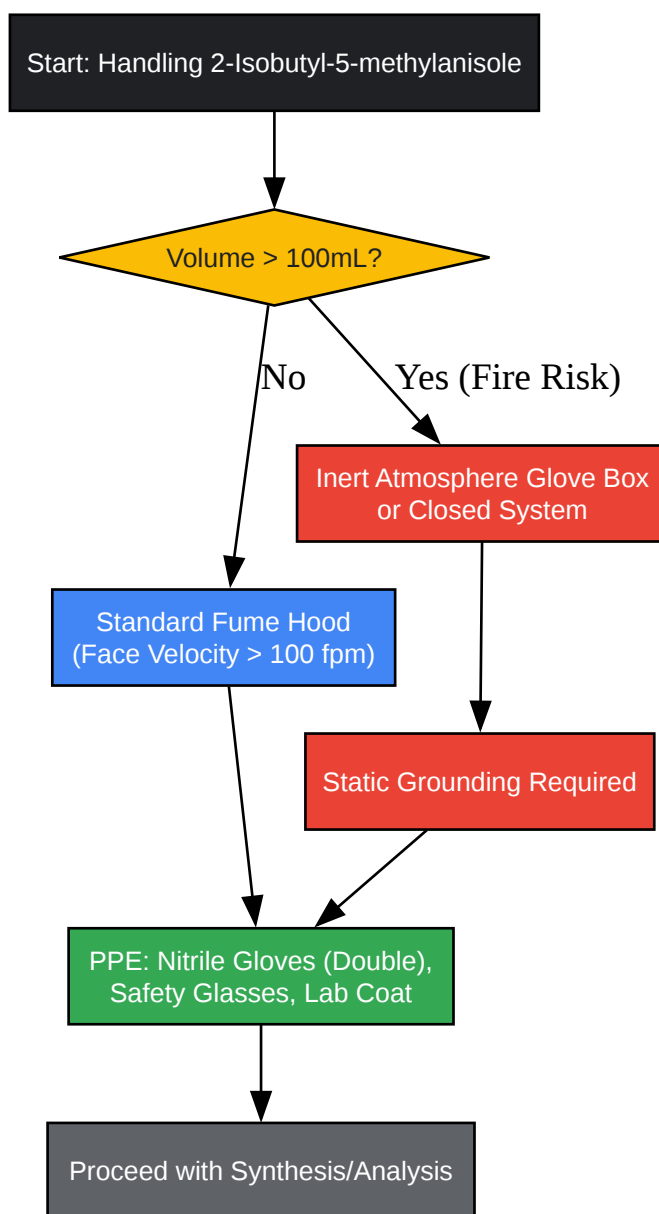 Start: Handling 2-Isobutyl-5-methylanisole
Volume > 100mL?
No
Yes (Fire Risk)
Inert Atmosphere Glove Box
or Closed System
Standard Fume Hood
(Face Velocity > 100 fpm)
Static Grounding Required
PPE: Nitrile Gloves (Double),
Safety Glasses, Lab Coat
Proceed with Synthesis/Analysis